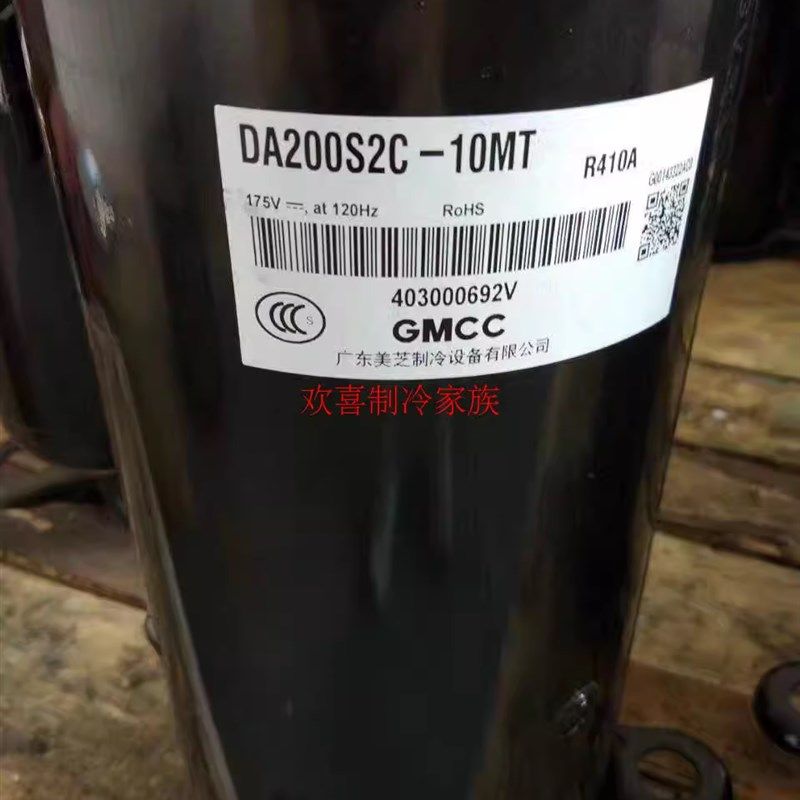 DA200S2C-10MT
R410A
175V ⎓, at 120Hz RoHS
403000692V
CCC S
GMCC
广东美芝制冷设备有限公司
欢喜制冷家族